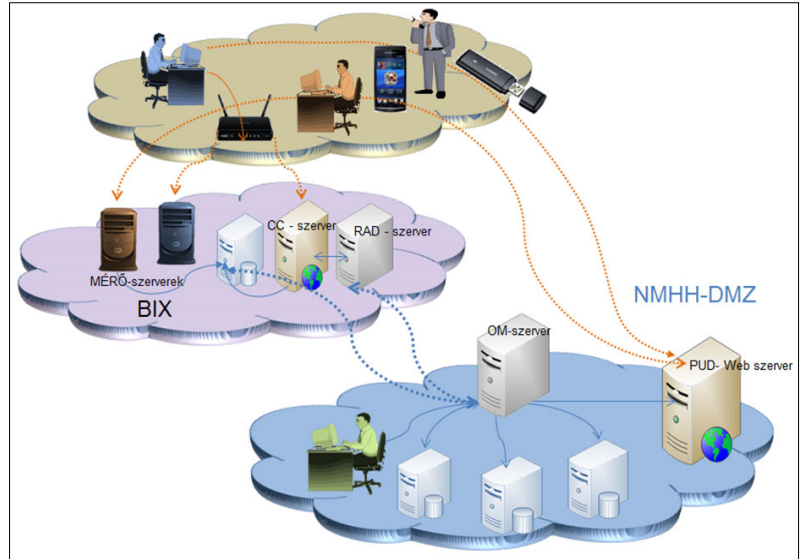 CC - szerver
RAD - szerver
MÉRŐ-szerverek
BIX
NMHH-DMZ
OM-szerver
PUD- Web szerver